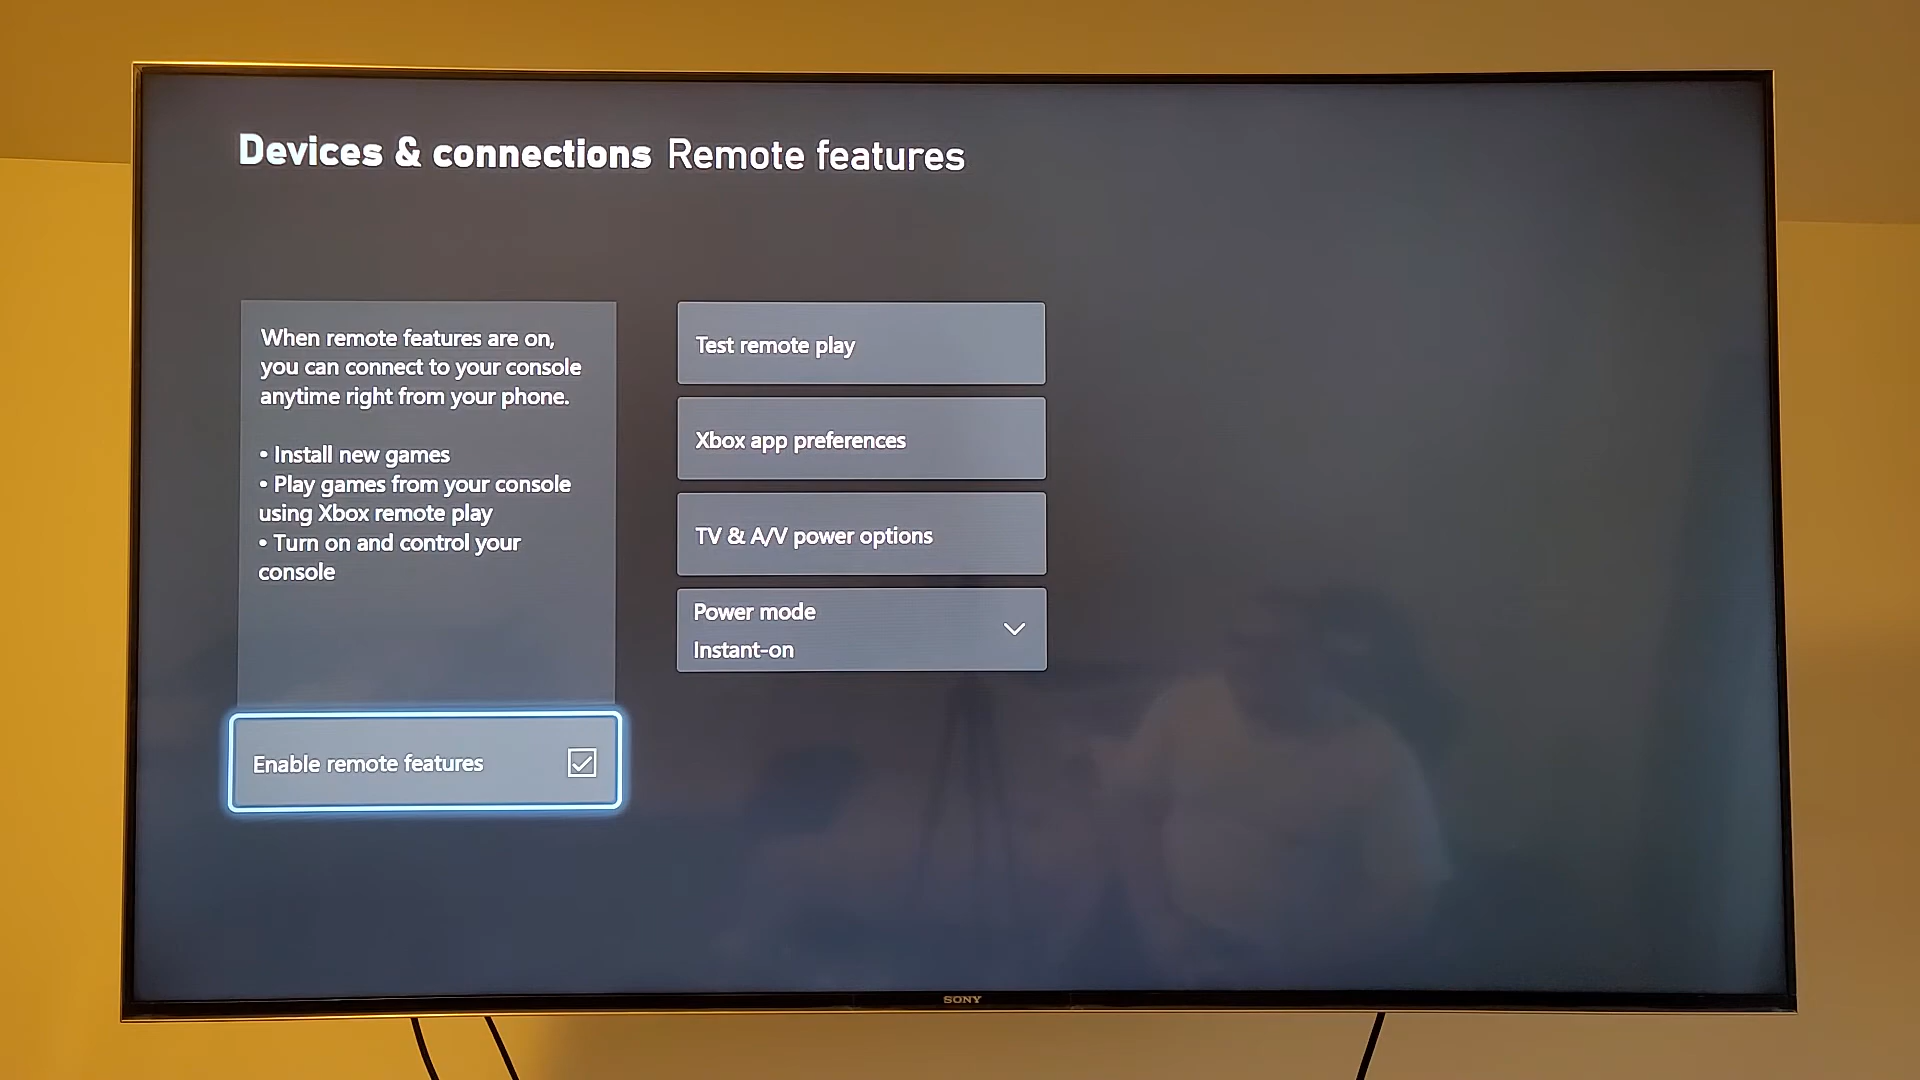 Devices & connections Remote features
When remote features are on,
you can connect to your console
anytime right from your phone.
• Install new games
• Play games from your console
using Xbox remote play
• Turn on and control your
console
Enable remote features
Test remote play
Xbox app preferences
TV & A/V power options
Power mode
Instant-on
SONY